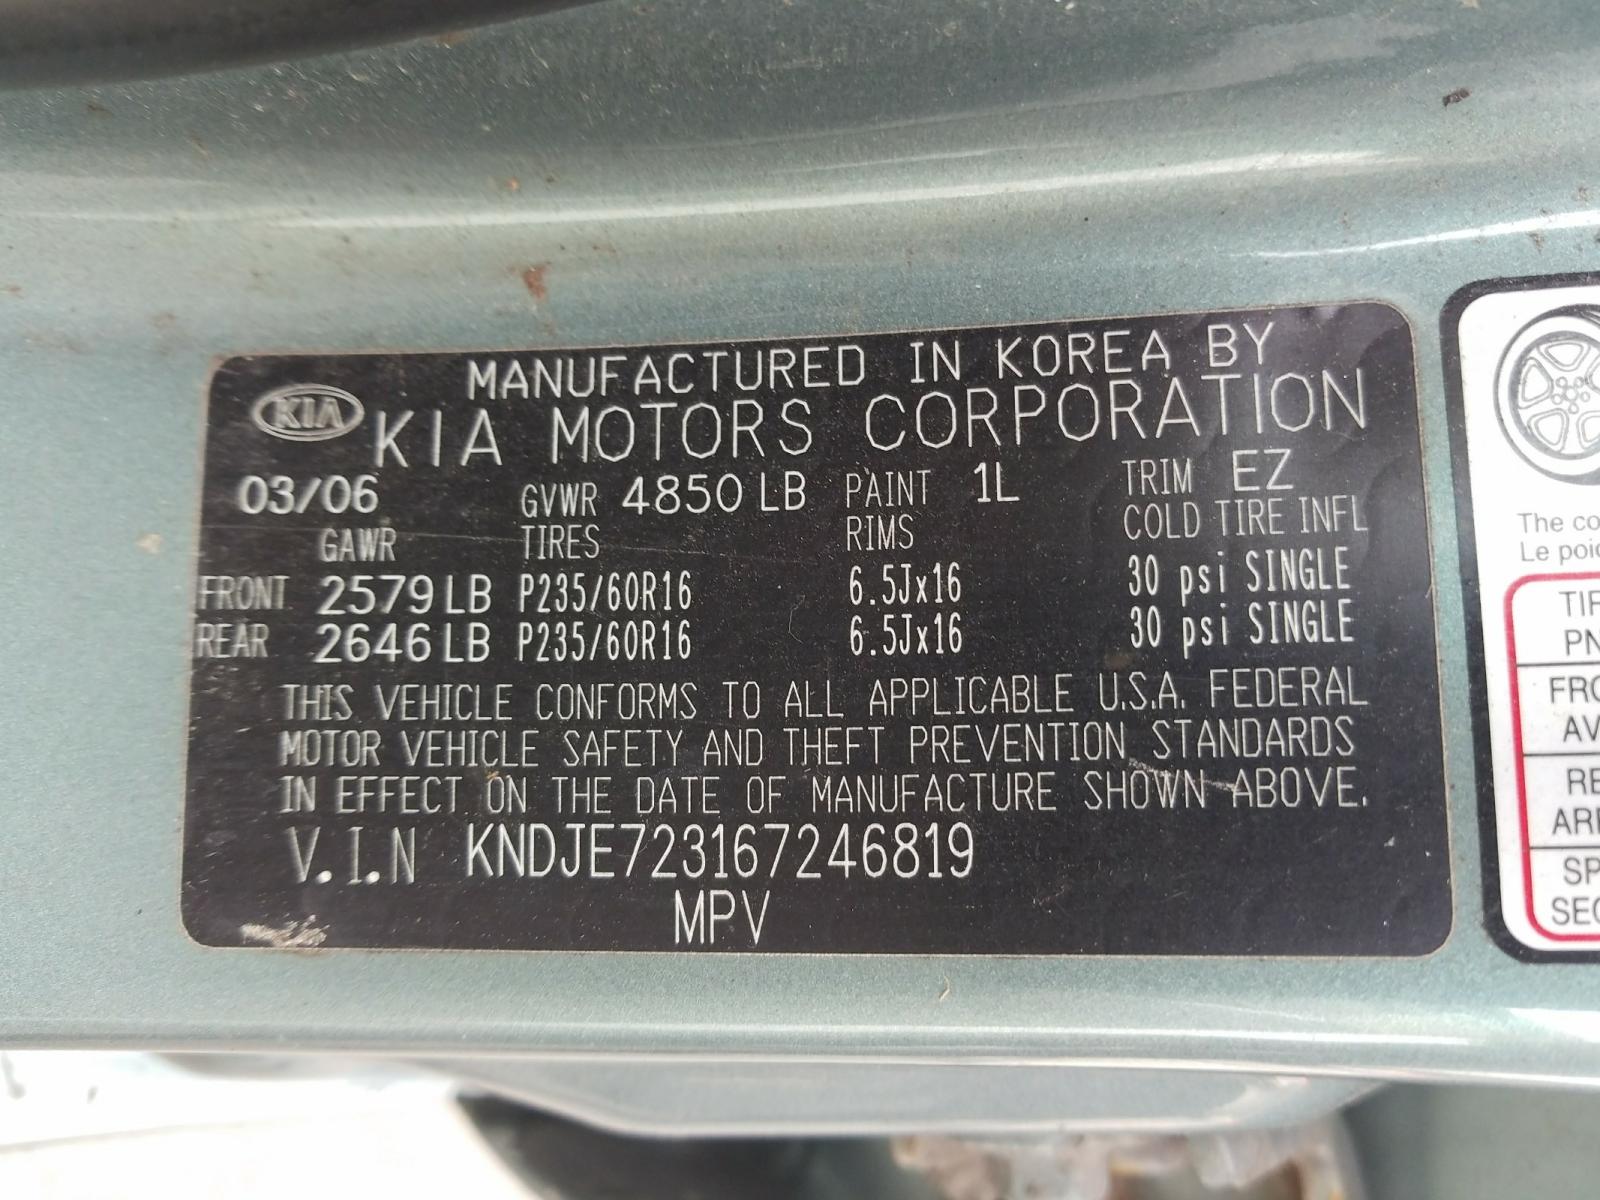 MANUFACTURED IN KOREA BY
KIA KIA MOTORS CORPORATION
03/06 GVWR 4850 LB PAINT 1L TRIM EZ
GAWR TIRES RIMS COLD TIRE INFL
FRONT 2579 LB P235/60R16 6.5Jx16 30 psi SINGLE
REAR 2646 LB P235/60R16 6.5Jx16 30 psi SINGLE
THIS VEHICLE CONFORMS TO ALL APPLICABLE U.S.A. FEDERAL
MOTOR VEHICLE SAFETY AND THEFT PREVENTION STANDARDS
IN EFFECT ON THE DATE OF MANUFACTURE SHOWN ABOVE.
V.I.N KNDJE723167246819
MPV
The
Le